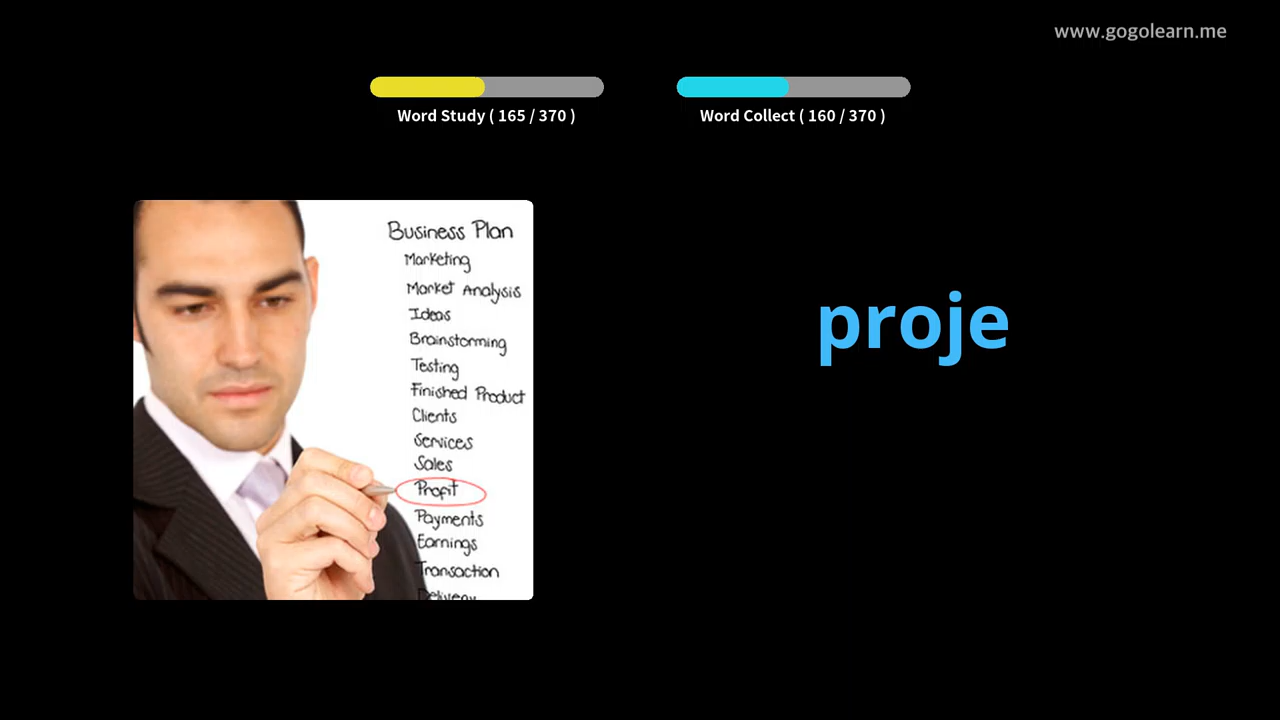 www.gogolearn.me
Word Study ( 165 / 370 )
Word Collect ( 160 / 370 )
Business Plan
Marketing
Market Analysis
Ideas
Brainstorming
Testing
Finished Product
Clients
Services
Sales
Profit
Payments
Earnings
Transaction
Delivery
proje